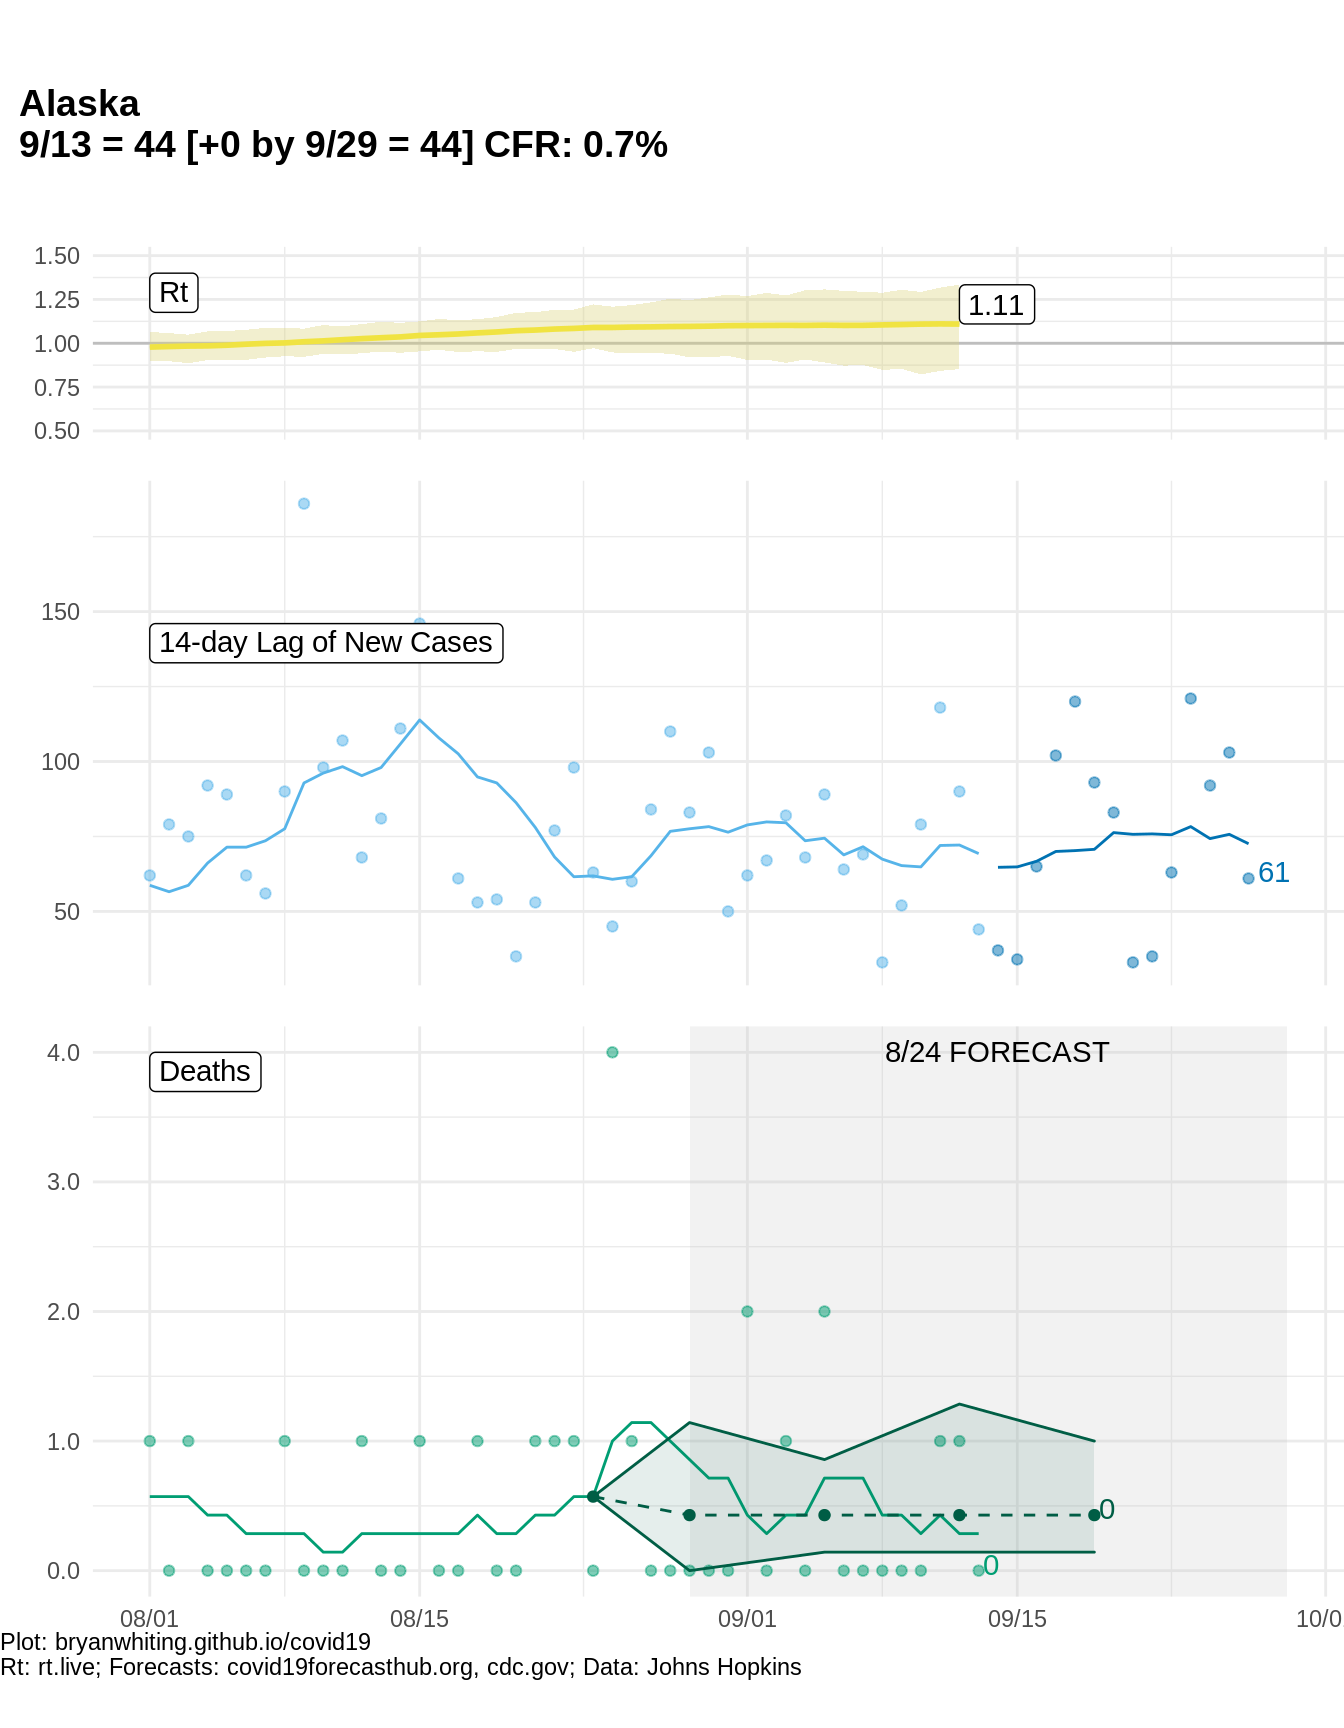 Alaska
9/13 = 44 [+0 by 9/29 = 44] CFR: 0.7%
1.50
1.25
1.00
0.75
0.50
Rt
1.11
150
100
50
14-day Lag of New Cases
61
4.0
3.0
2.0
1.0
0.0
Deaths
8/24 FORECAST
0
0
08/01 08/15 09/01 09/15 10/0
Plot: bryanwhiting.github.io/covid19
Rt: rt.live; Forecasts: covid19forecasthub.org, cdc.gov; Data: Johns Hopkins